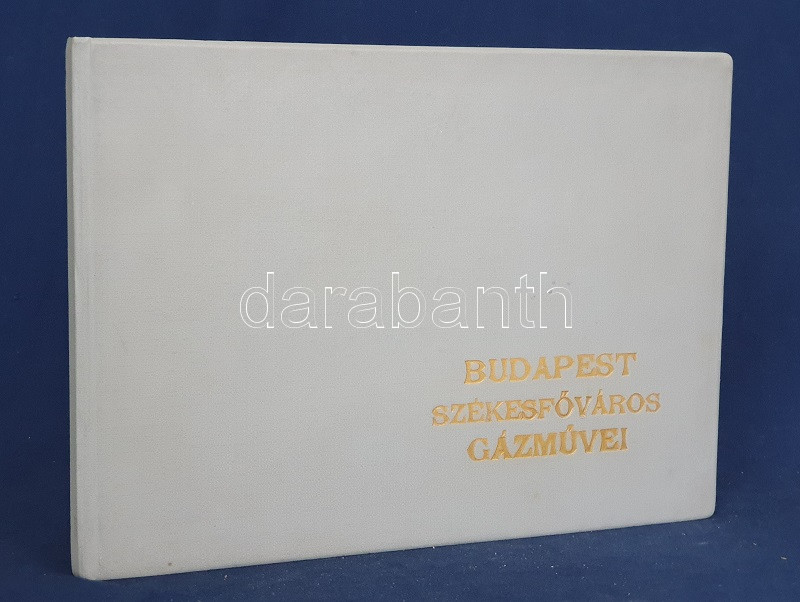 darabanth
BUDAPEST
SZÉKESFŐVÁROS
GÁZMŰVEI